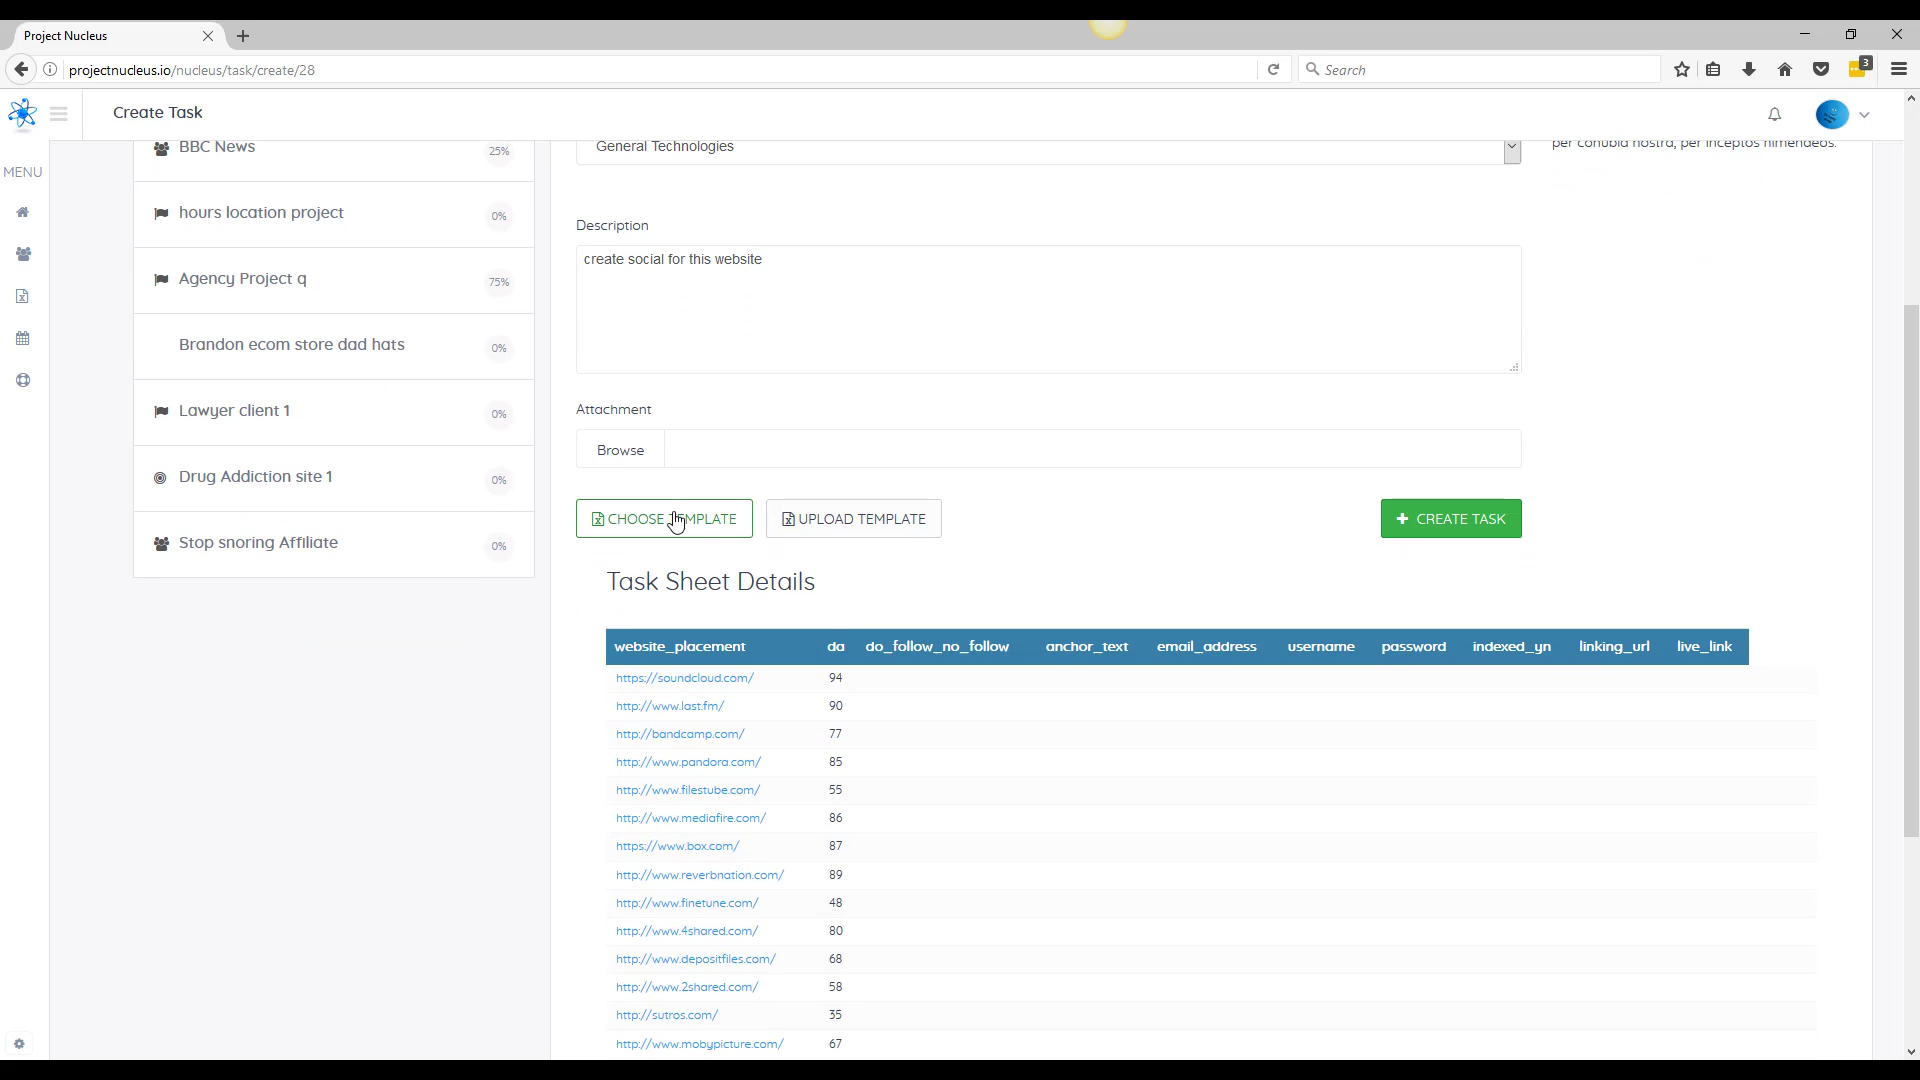 Project Nucleus
projectnucleus.io/nucleus/task/create/28
Search
3
Create Task
MENU
BBC News 25%
hours location project 0%
Agency Project q 75%
Brandon ecom store dad hats 0%
Lawyer client 1 0%
Drug Addiction site 1 0%
Stop snoring Affiliate 0%
General Technologies
per conubia nostra, per inceptos himenaeos.
Description
create social for this website
Attachment
Browse
CHOOSE TEMPLATE UPLOAD TEMPLATE CREATE TASK
Task Sheet Details
website_placement da do_follow_no_follow anchor_text email_address username password indexed_yn linking_url live_link
https://soundcloud.com/ 94
http://www.last.fm/ 90
http://bandcamp.com/ 77
http://www.pandora.com/ 85
http://www.filestube.com/ 55
http://www.mediafire.com/ 86
https://www.box.com/ 87
http://www.reverbnation.com/ 89
http://www.finetune.com/ 48
http://www.4shared.com/ 80
http://www.depositfiles.com/ 68
http://www.2shared.com/ 58
http://sutros.com/ 35
http://www.mobypicture.com/ 67